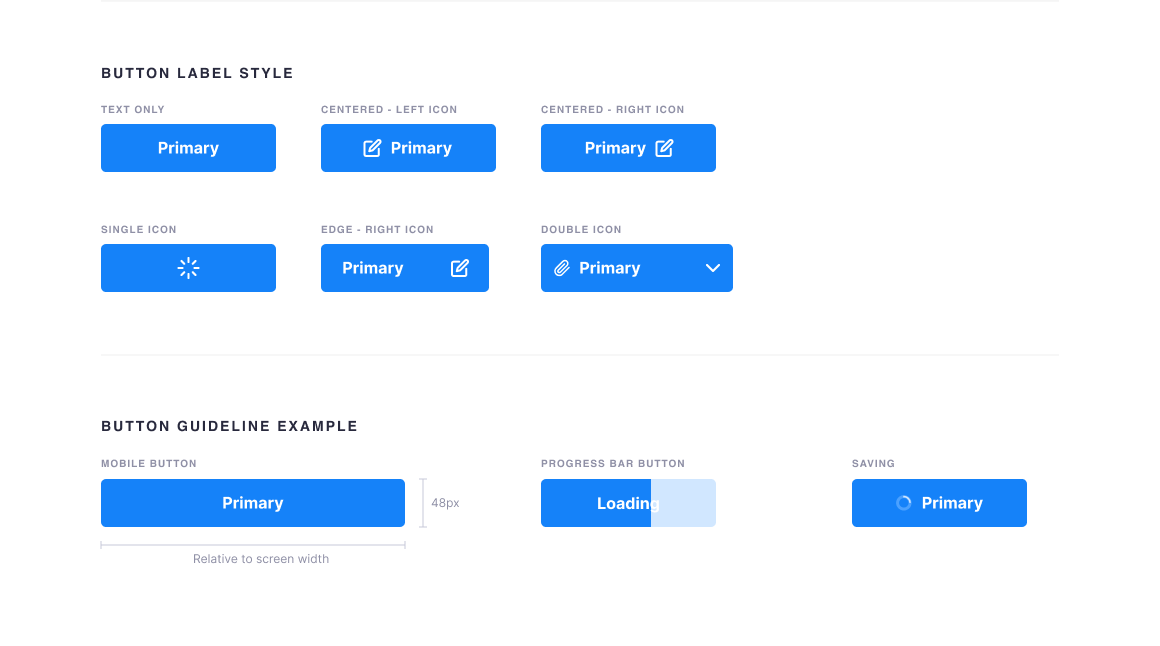 BUTTON LABEL STYLE
TEXT ONLY
CENTERED - LEFT ICON
CENTERED - RIGHT ICON
Primary
Primary
Primary
SINGLE ICON
EDGE - RIGHT ICON
DOUBLE ICON
Primary
Primary
BUTTON GUIDELINE EXAMPLE
MOBILE BUTTON
PROGRESS BAR BUTTON
SAVING
Primary
48px
Loading
Primary
Relative to screen width